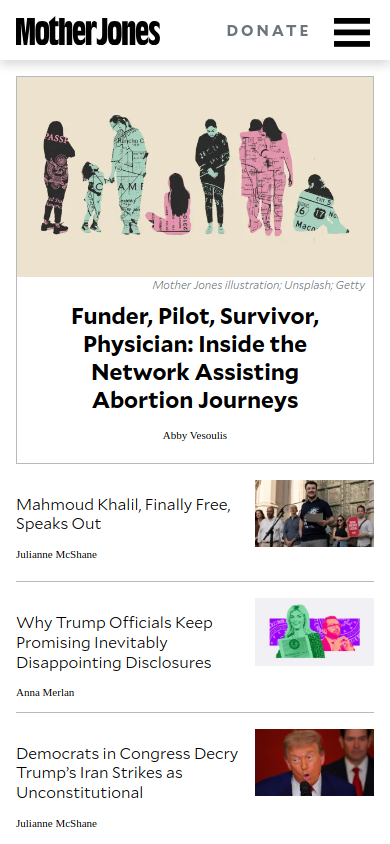 Mother Jones
DONATE
Mother Jones illustration; Unsplash; Getty
Funder, Pilot, Survivor,
Physician: Inside the
Network Assisting
Abortion Journeys
Abby Vesoulis
Mahmoud Khalil, Finally Free,
Speaks Out
Julianne McShane
Why Trump Officials Keep
Promising Inevitably
Disappointing Disclosures
Anna Merlan
Democrats in Congress Decry
Trump's Iran Strikes as
Unconstitutional
Julianne McShane